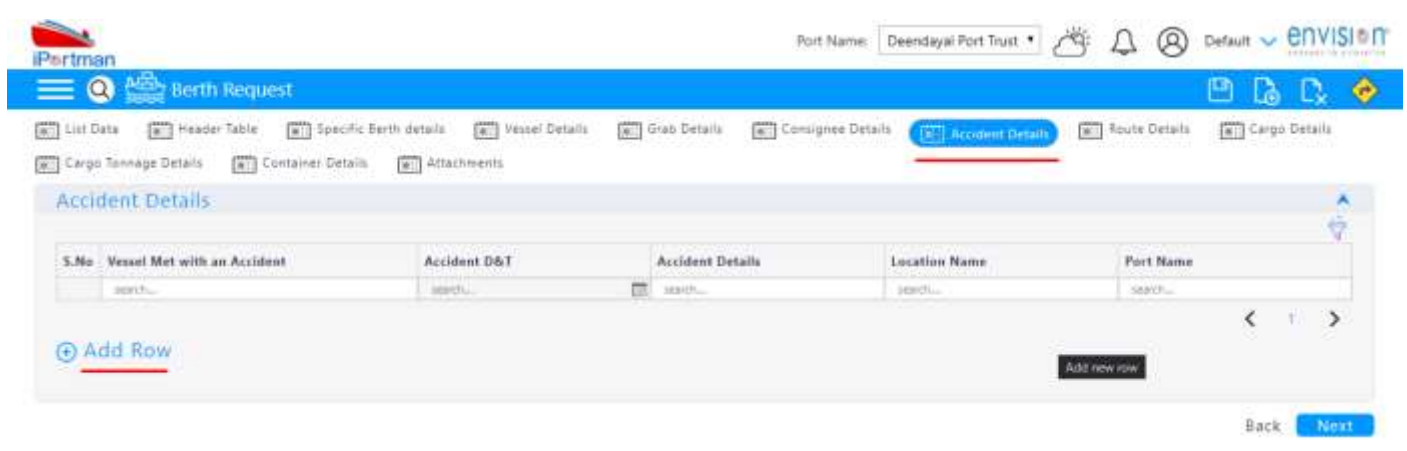 Port Name: Deendayal Port Trust Default envision
iPortman
Berth Request
List Data Header Table Specific Berth details Vessel Details Grab Details Consignee Details Accident Details Route Details Cargo Details
Cargo Tonnage Details Container Details Attachments
Accident Details
S.No Vessel Met with an Accident Accident D&T Accident Details Location Name Port Name
search... search... search... search... search...
1
Add Row
Add new row
Back Next